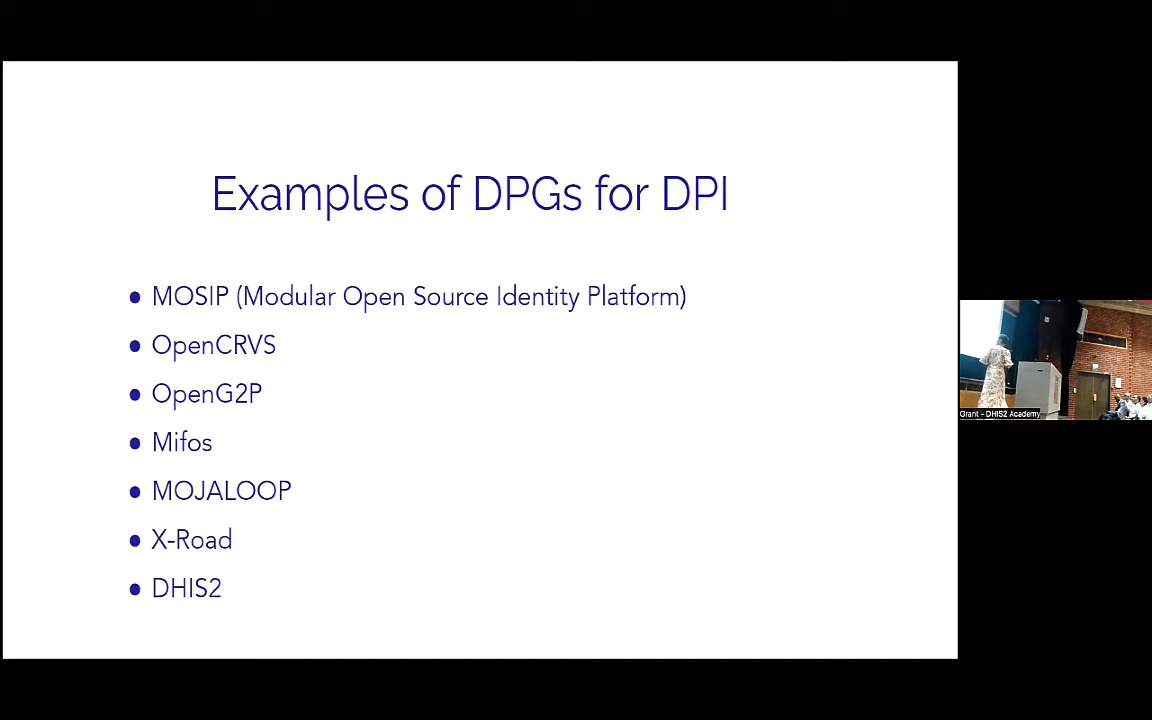 Examples of DPGs for DPI
● MOSIP (Modular Open Source Identity Platform)
● OpenCRVS
● OpenG2P
● Mifos
● MOJALOOP
● X-Road
● DHIS2
Grant - DHIS2 Academy